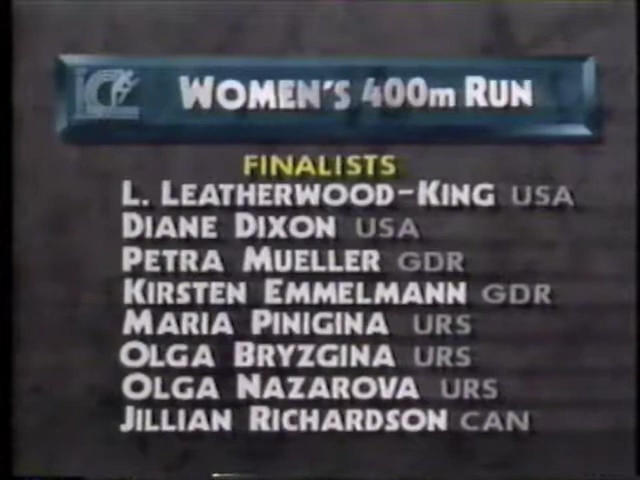 WOMEN'S 400m RUN
FINALISTS
L. LEATHERWOOD-KING USA
DIANE DIXON USA
PETRA MUELLER GDR
KIRSTEN EMMELMANN GDR
MARIA PINIGINA URS
OLGA BRYZGINA URS
OLGA NAZAROVA URS
JILLIAN RICHARDSON CAN